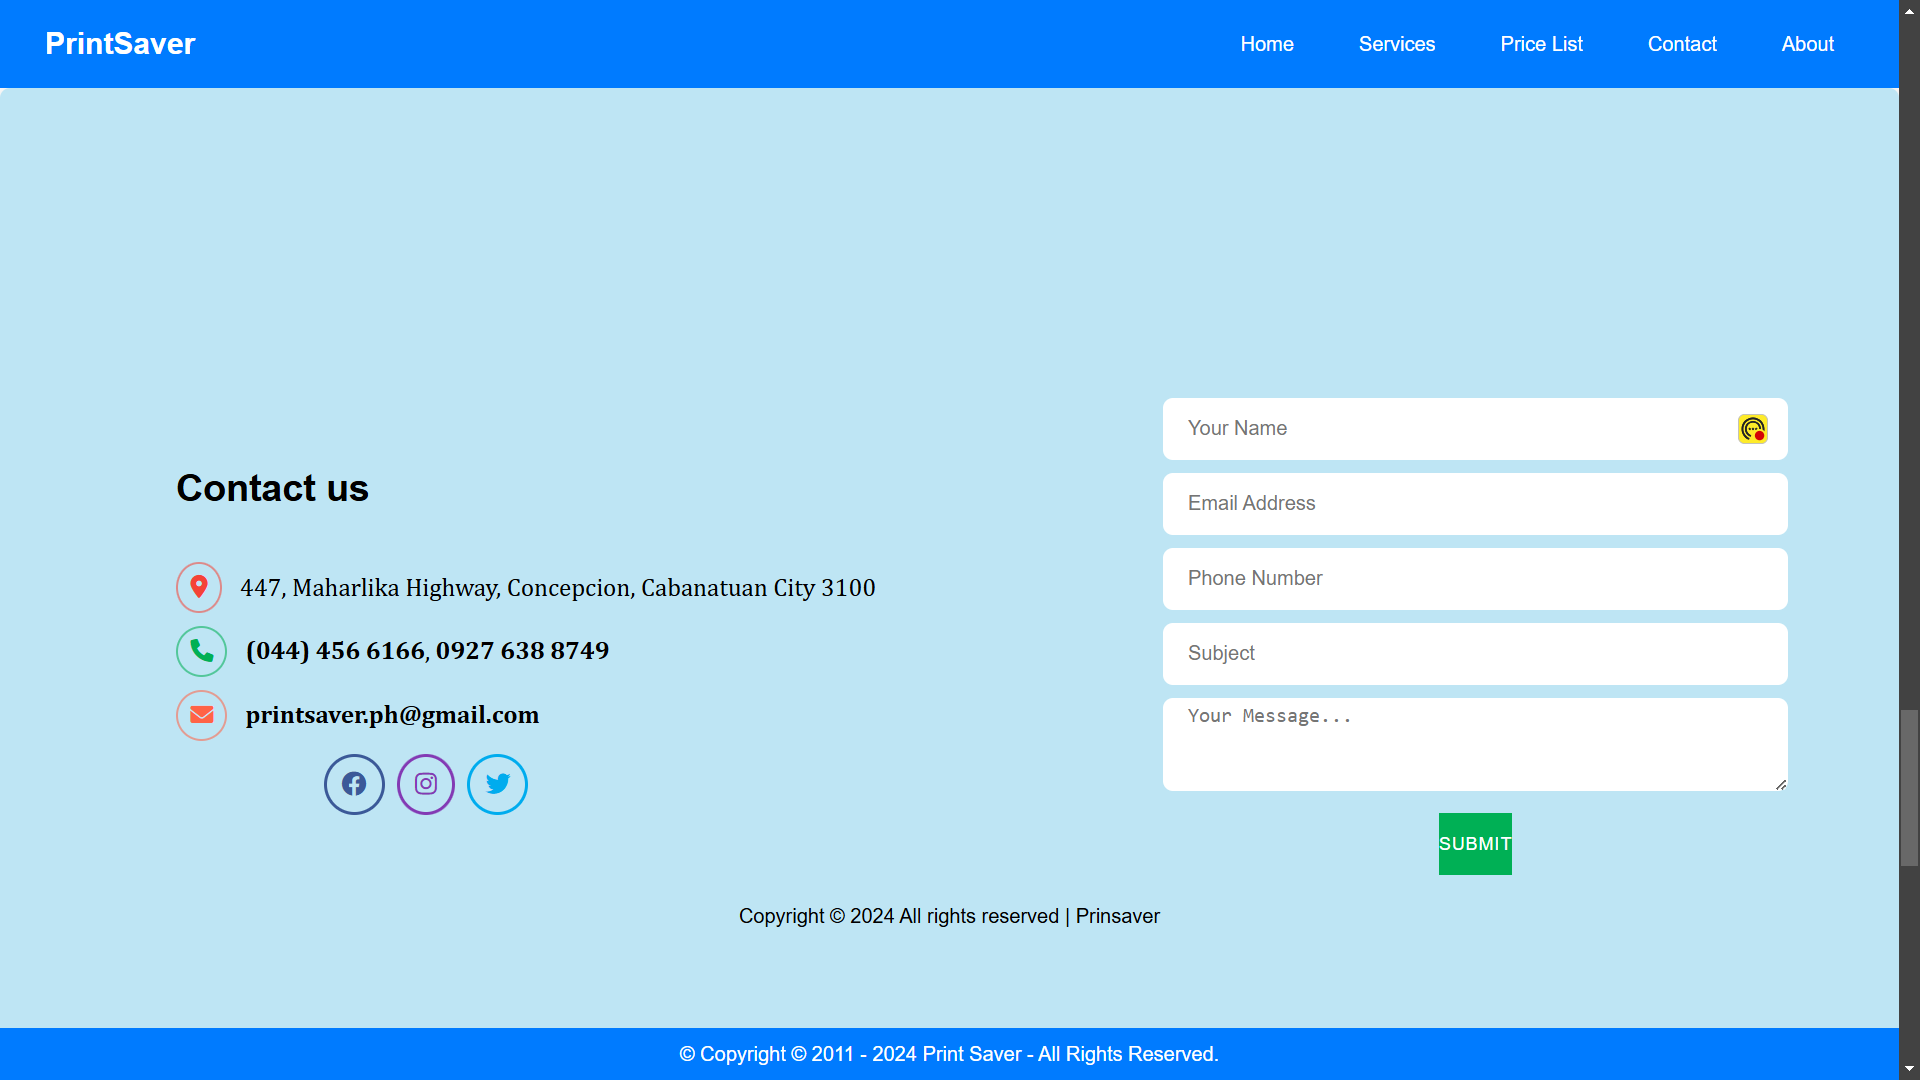 PrintSaver
Home Services Price List Contact About
Contact us
447, Maharlika Highway, Concepcion, Cabanatuan City 3100
(044) 456 6166, 0927 638 8749
printsaver.ph@gmail.com
Your Name
Email Address
Phone Number
Subject
Your Message...
SUBMIT
Copyright © 2024 All rights reserved | Prinsaver
© Copyright © 2011 - 2024 Print Saver - All Rights Reserved.